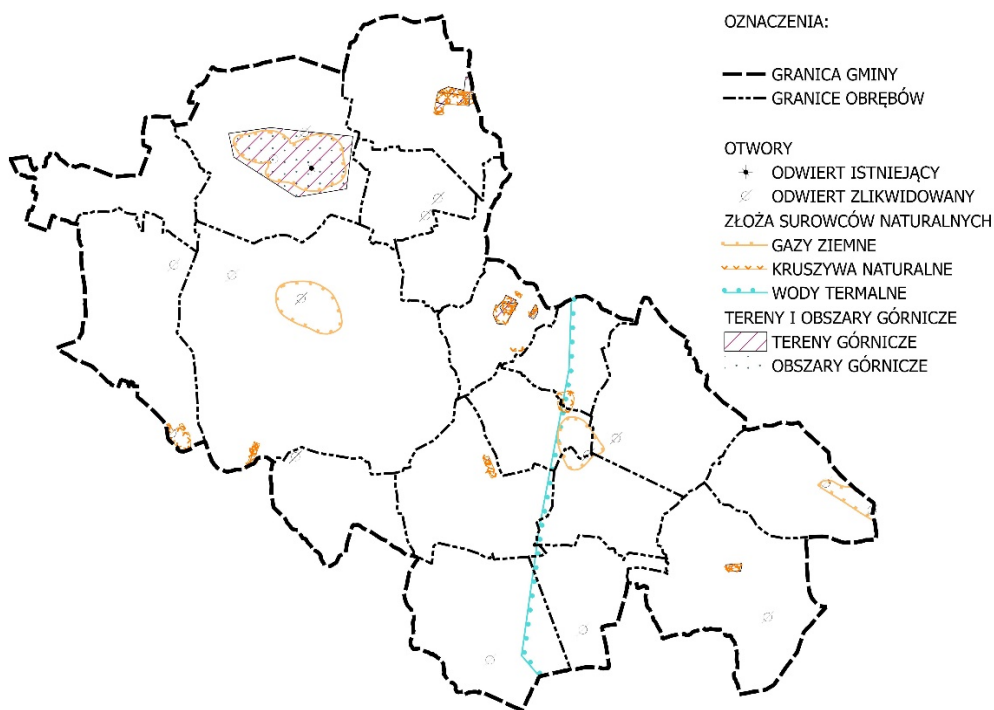 OZNACZENIA:
GRANICA GMINY
GRANICE OBRĘBÓW
OTWORY
ODWIERT ISTNIEJĄCY
ODWIERT ZLIKWIDOWANY
ZŁOŻA SUROWCÓW NATURALNYCH
GAZY ZIEMNE
KRUSZYWA NATURALNE
WODY TERMALNE
TERENY I OBSZARY GÓRNICZE
TERENY GÓRNICZE
OBSZARY GÓRNICZE